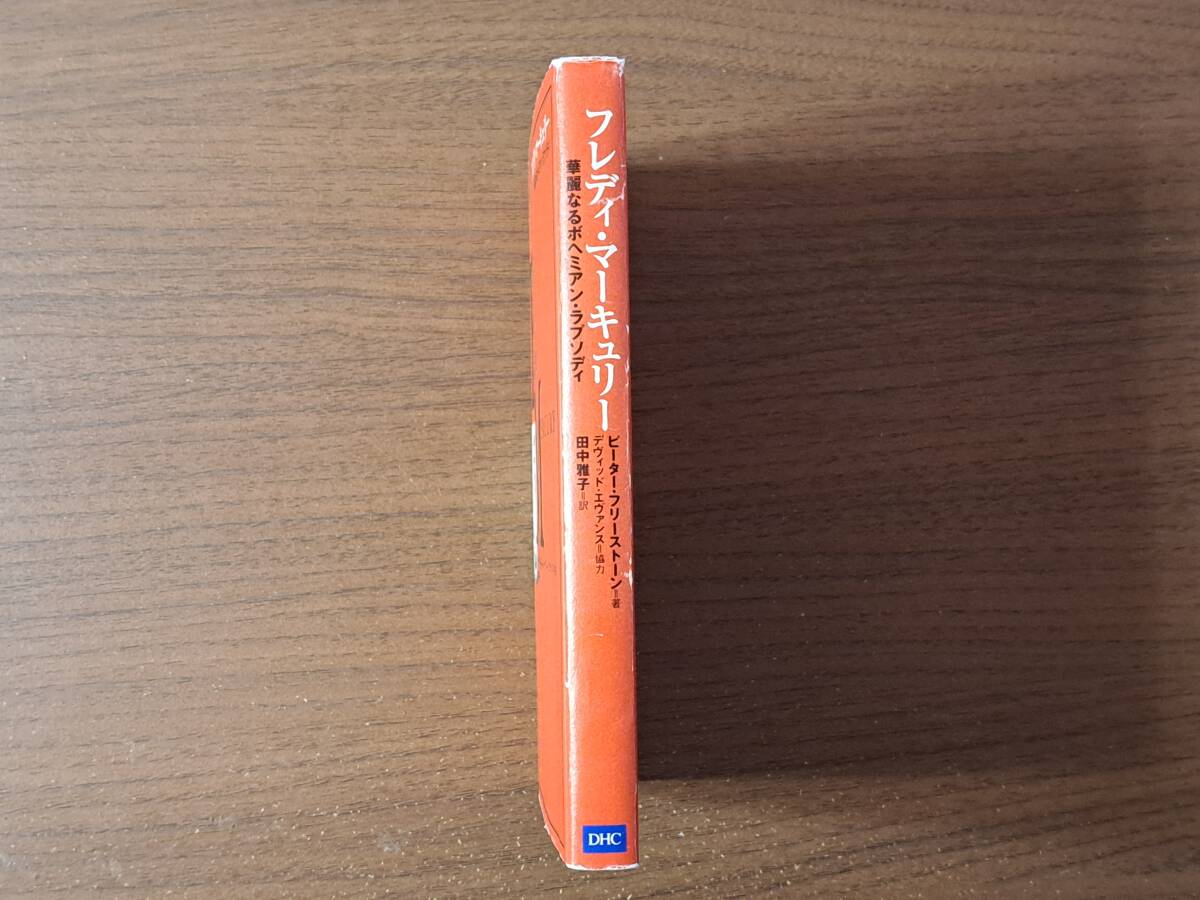 フレディ・マーキュリー
華麗なるボヘミアン・ラプソディ
ピーター・フリーストーン=著
デヴィッド・エヴァンス=協力
田中雅子=訳
DHC